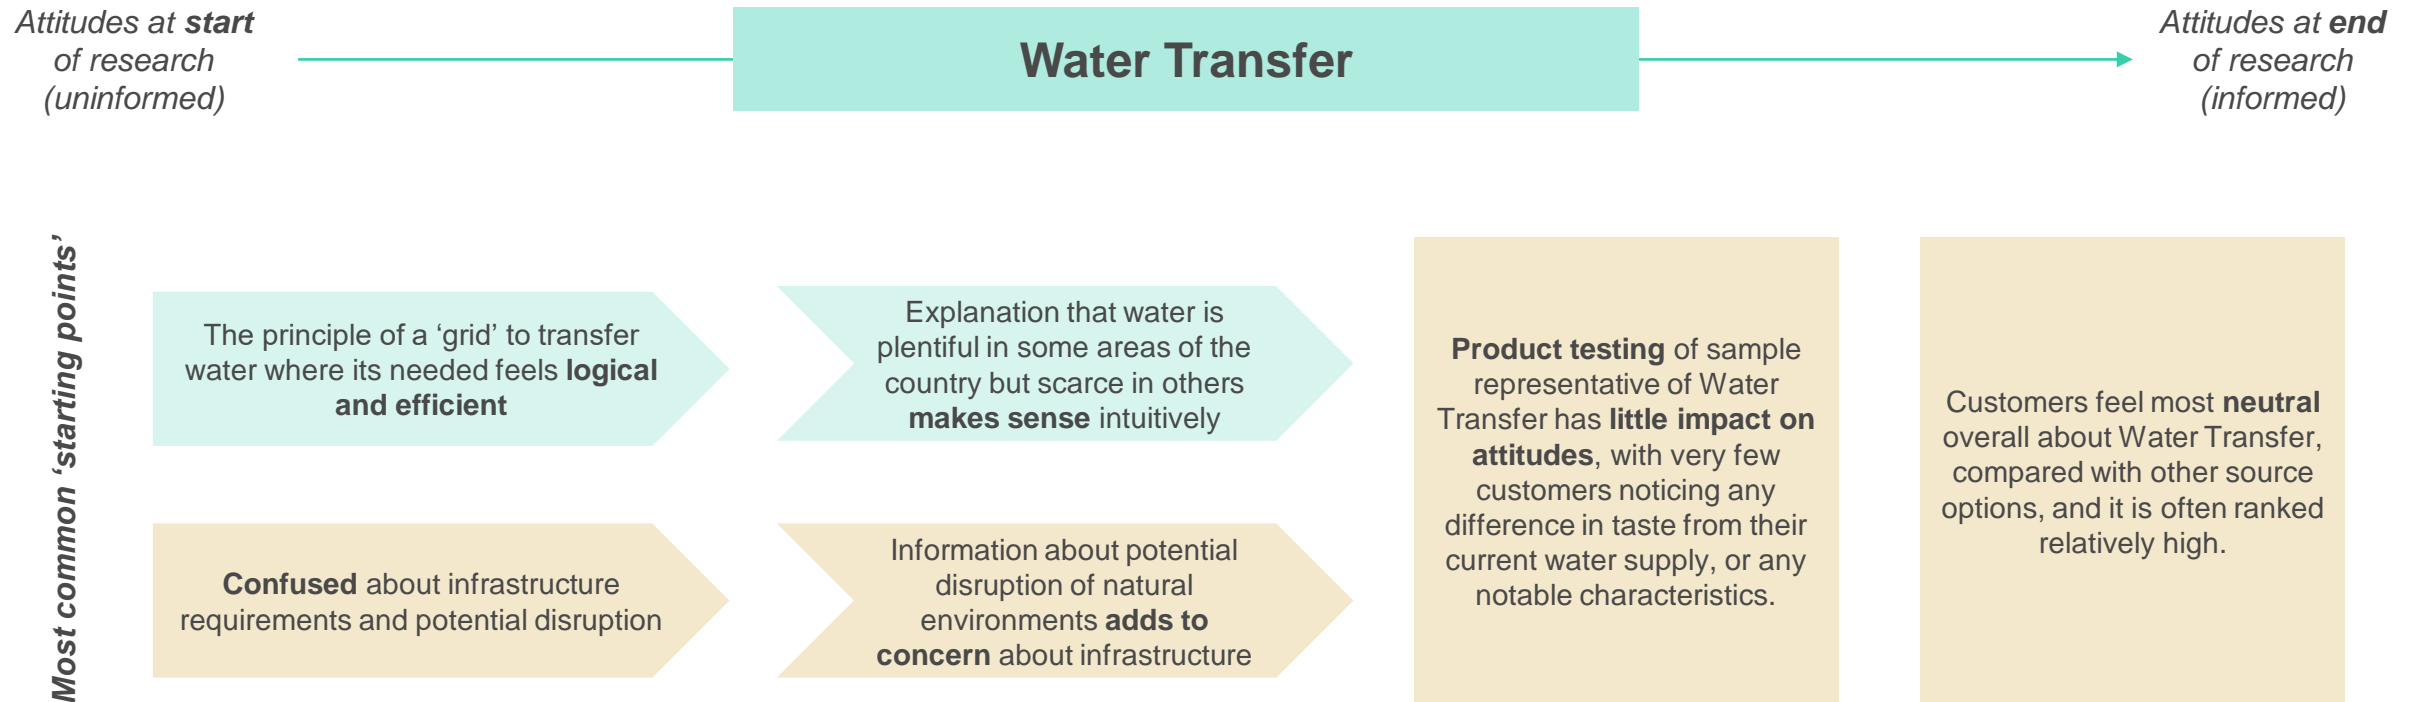 Attitudes at start
of research
(uninformed)
Water Transfer
Attitudes at end
of research
(informed)
Most common ‘starting points’
The principle of a ‘grid’ to transfer
water where its needed feels logical
and efficient
Explanation that water is
plentiful in some areas of the
country but scarce in others
makes sense intuitively
Confused about infrastructure
requirements and potential disruption
Information about potential
disruption of natural
environments adds to
concern about infrastructure
Product testing of sample
representative of Water
Transfer has little impact on
attitudes, with very few
customers noticing any
difference in taste from their
current water supply, or any
notable characteristics.
Customers feel most neutral
overall about Water Transfer,
compared with other source
options, and it is often ranked
relatively high.